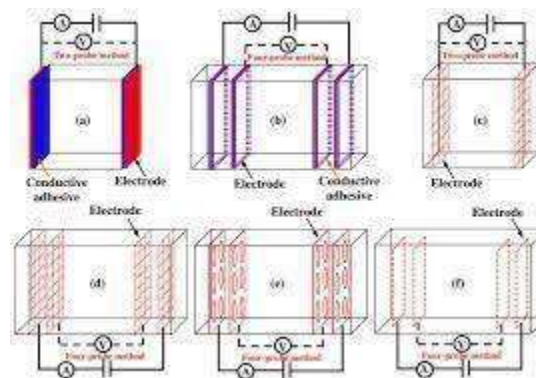 A
V
Two-probe method
(a)
Conductive
adhesive
Electrode
A
V
Four-probe method
(b)
Electrode
Conductive
adhesive
A
V
Two-probe method
(c)
Electrode
Electrode
(d)
V
Four-probe method
A
Electrode
(e)
V
Four-probe method
A
Electrode
(f)
V
Four-probe method
A